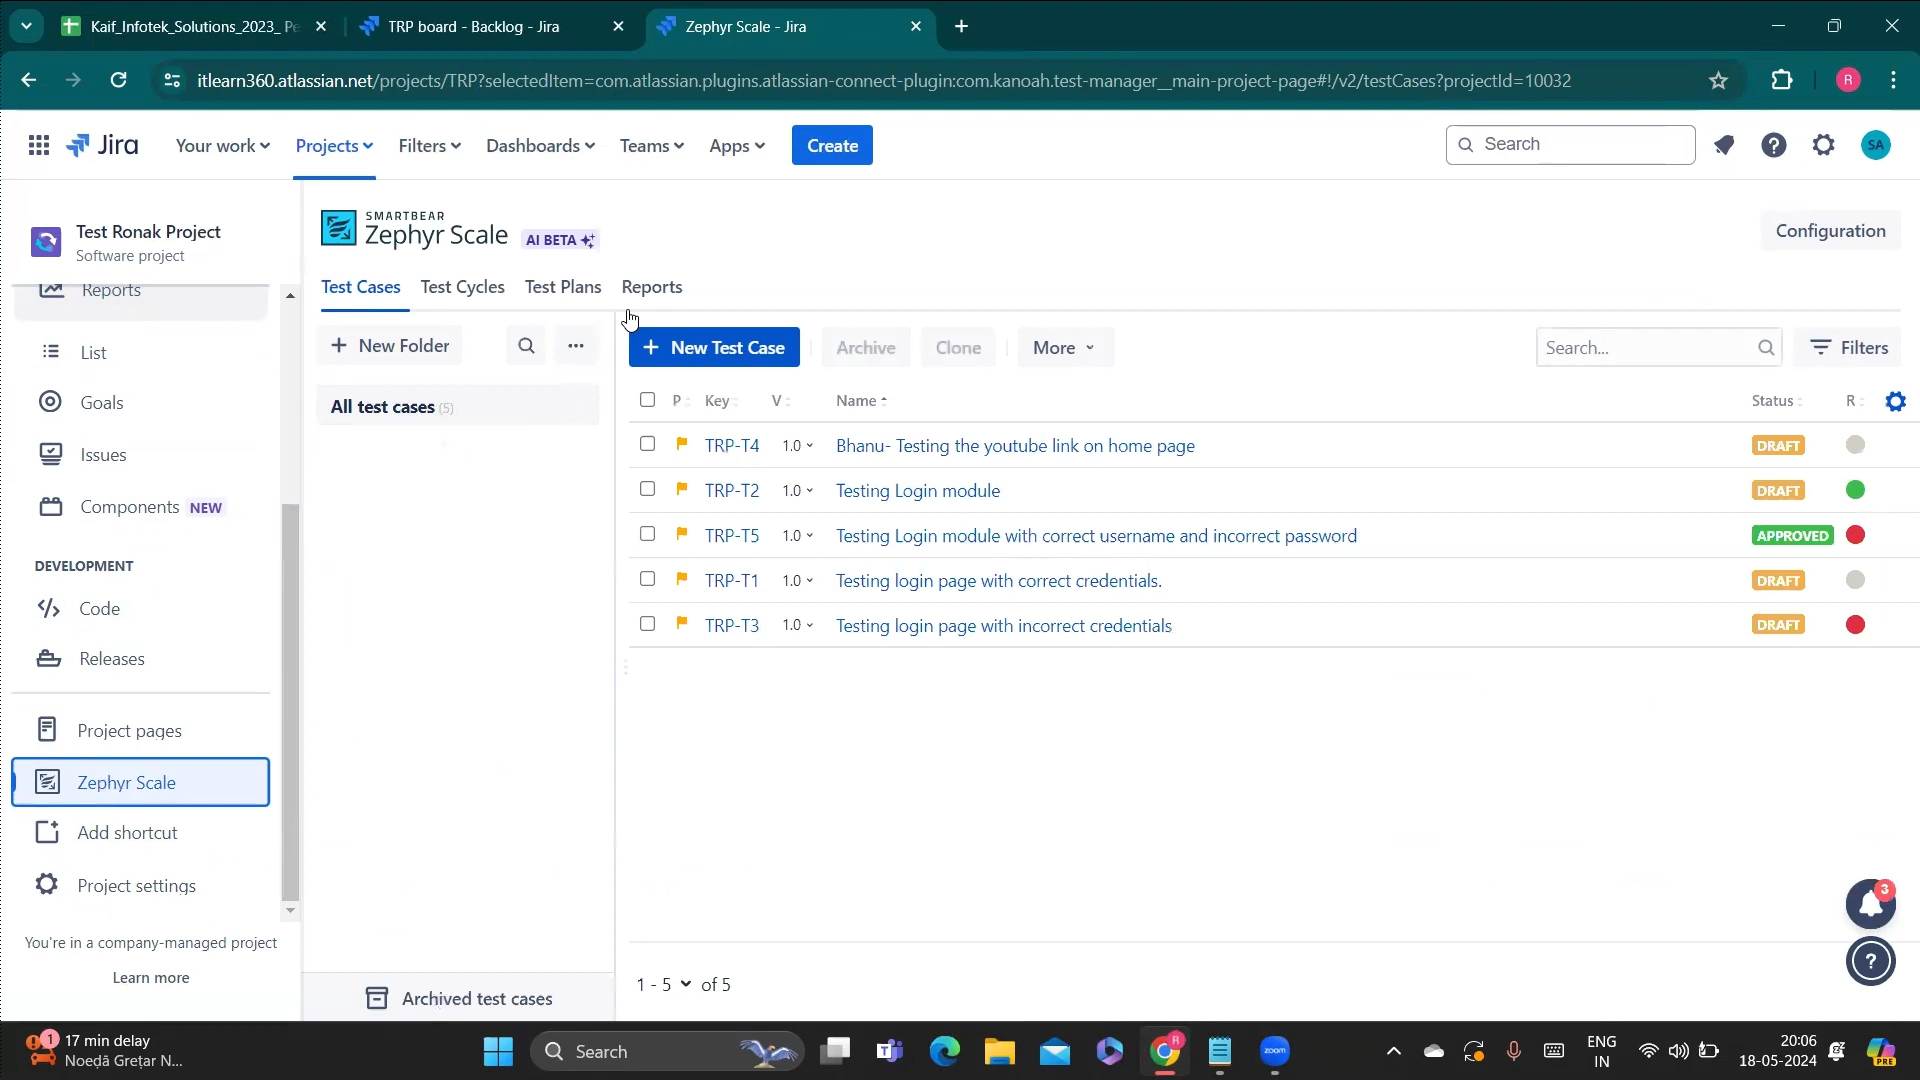 Kaif_Infotek_Solutions_2023_ Pe
TRP board - Backlog - Jira
Zephyr Scale - Jira
itlearn360.atlassian.net/projects/TRP?selectedItem=com.atlassian.plugins.atlassian-connect-plugin:com.kanoah.test-manager__main-project-page#!/v2/testCases?projectId=10032
R
Jira
Your work
Projects
Filters
Dashboards
Teams
Apps
Create
Search
SA
Test Ronak Project
Software project
Reports
List
Goals
Issues
Components NEW
DEVELOPMENT
Code
Releases
Project pages
Zephyr Scale
Add shortcut
Project settings
You're in a company-managed project
Learn more
SMARTBEAR
Zephyr Scale AI BETA
Configuration
Test Cases Test Cycles Test Plans Reports
+ New Folder
All test cases (5)
Archived test cases
+ New Test Case Archive Clone More
Search...
Filters
P Key V Name Status R
TRP-T4 1.0 Bhanu- Testing the youtube link on home page DRAFT
TRP-T2 1.0 Testing Login module DRAFT
TRP-T5 1.0 Testing Login module with correct username and incorrect password APPROVED
TRP-T1 1.0 Testing login page with correct credentials. DRAFT
TRP-T3 1.0 Testing login page with incorrect credentials DRAFT
1 - 5 of 5
3
?
1
17 min delay
Noedă Grețar N...
Search
R
zoom
ENG
IN
20:06
18-05-2024
PRE